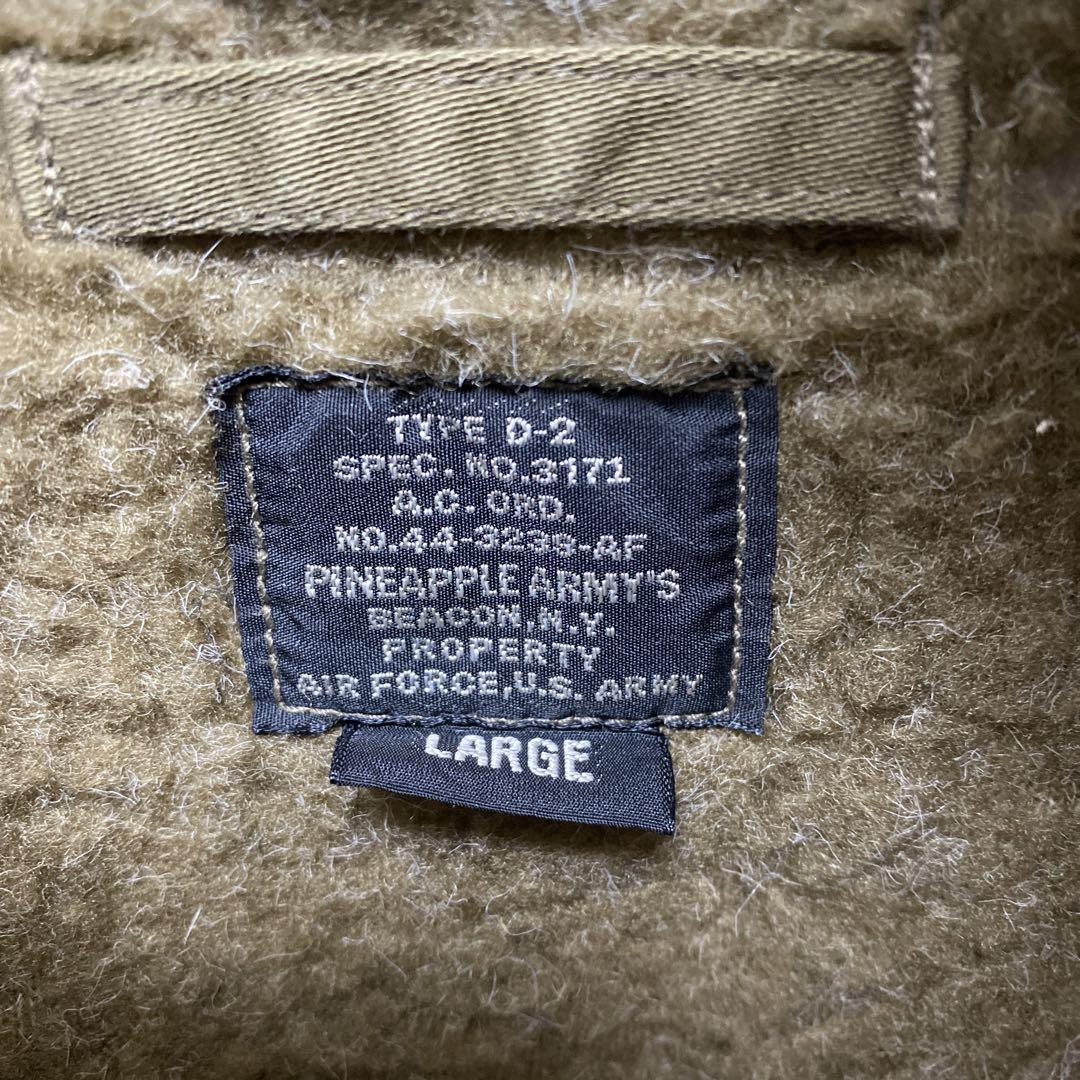 TYPE D-2
SPEC. NO.3171
A.C. ORD.
NO.44-3239-AF
PINEAPPLE ARMY"S
BEACON.N.Y.
PROPERTY
AIR FORCE,U.S. ARMY
LARGE